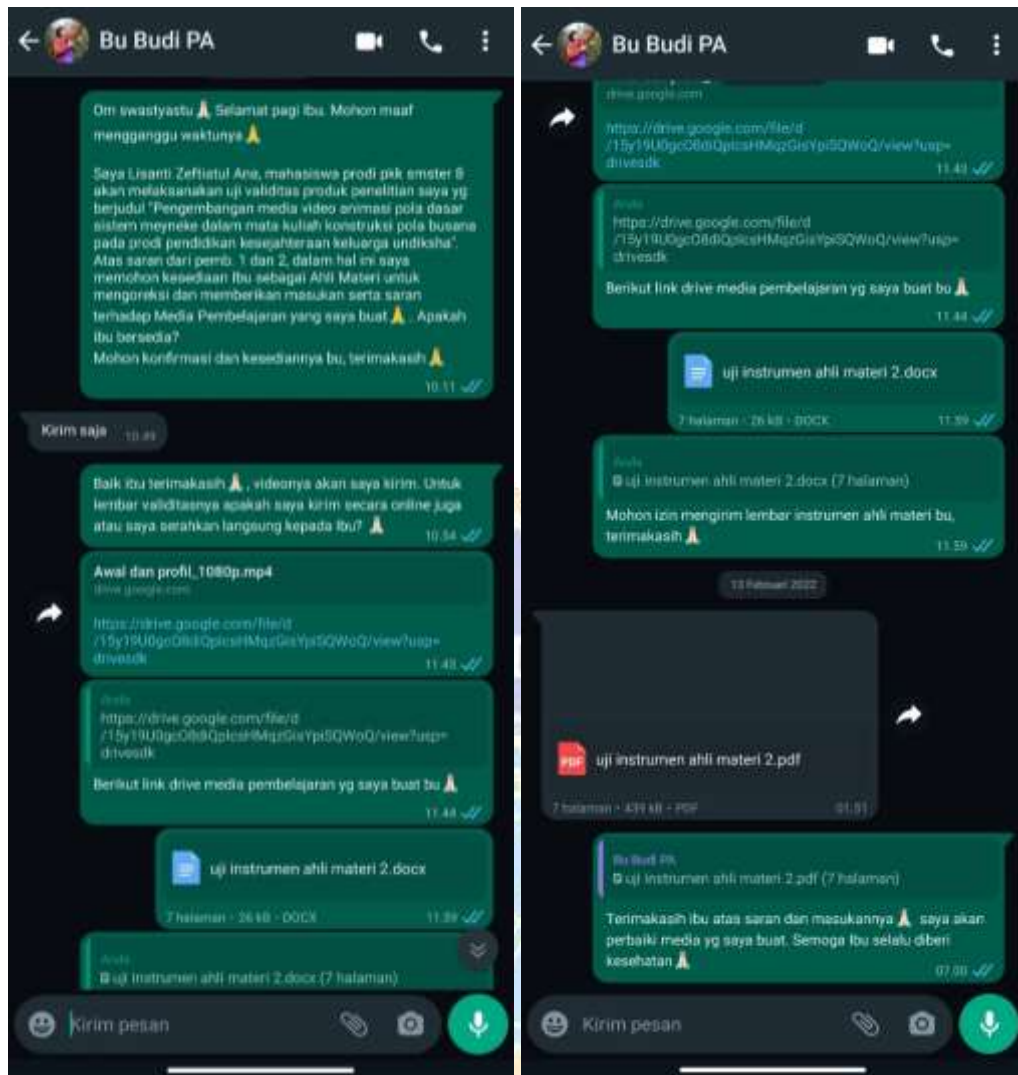 Bu Budi PA
Om swastyastu 🙏 Selamat pagi Ibu. Mohon maaf
mengganggu waktunya 🙏
Saya Lisanti Zeftiatul Ana, mahasiswa prodi pkk smster 8
akan melaksanakan uji validitas produk penelitian saya yg
berjudul "Pengembangan media video animasi pola dasar
sistem meyneke dalam mata kuliah konstruksi pola busana
pada prodi pendidikan kesejahteraan keluarga undiksha".
Atas saran dari pemb. 1 dan 2, dalam hal ini saya
memohon kesediaan Ibu sebagai Ahli Materi untuk
mengoreksi dan memberikan masukan serta saran
terhadap Media Pembelajaran yang saya buat 🙏 . Apakah
ibu bersedia?
Mohon konfirmasi dan kesediannya bu, terimakasih 🙏
10.11
Kirim saja
10.49
Baik ibu terimakasih 🙏 , videonya akan saya kirim. Untuk
lembar validitasnya apakah saya kirim secara online juga
atau saya serahkan langsung kepada Ibu? 🙏
10.54
Awal dan profil_1080p.mp4
drive.google.com
https://drive.google.com/file/d
drivesdk
11.43
Anda
https://drive.google.com/file/d
drivesdk
Berikut link drive media pembelajaran yg saya buat bu 🙏
11.44
uji instrumen ahli materi 2.docx
7 halaman • 26 kB • DOCX
11.59
Anda
uji instrumen ahli materi 2.docx (7 halaman)
Kirim pesan
Bu Budi PA
drive.google.com
https://drive.google.com/file/d
drivesdk
11.43
Anda
https://drive.google.com/file/d
drivesdk
Berikut link drive media pembelajaran yg saya buat bu 🙏
11.44
uji instrumen ahli materi 2.docx
7 halaman • 26 kB • DOCX
11.59
Anda
uji instrumen ahli materi 2.docx (7 halaman)
Mohon izin mengirim lembar instrumen ahli materi bu,
terimakasih 🙏
11.59
Februari 2022
uji instrumen ahli materi 2.pdf
7 halaman • 439 kB • PDF
01.51
Bu Budi PA
uji instrumen ahli materi 2.pdf (7 halaman)
Terimakasih ibu atas saran dan masukannya 🙏 saya akan
perbaiki media yg saya buat. Semoga Ibu selalu diberi
kesehatan 🙏
07.00
Kirim pesan